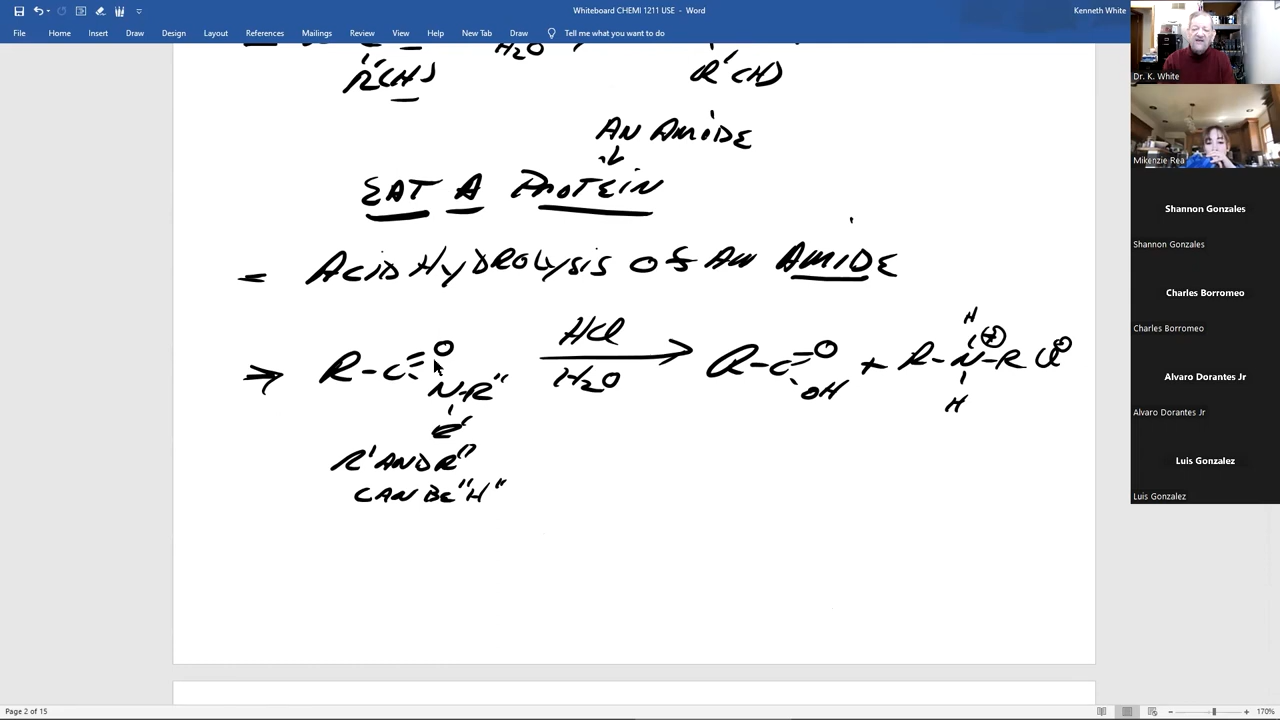 Whiteboard CHEMI 1211 USE - Word
Kenneth White
File Home Insert Draw Design Layout References Mailings Review View Help New Tab Draw Tell me what you want to do
H2O
R'(H) R'(H)
AN AMIDE
↓
EAT A PROTEIN
= ACID HYDROLYSIS OF AN AMIDE
HCl
→ R-C=O → R-C=O + R-N⊕-R Cl⊖
N-R" H2O OH
H
H
R'
R' AND R"
CAN BE "H"
Dr. K. White
Mikenzie Rea
Shannon Gonzales
Shannon Gonzales
Charles Borromeo
Charles Borromeo
Alvaro Dorantes Jr
Alvaro Dorantes Jr
Luis Gonzalez
Luis Gonzalez
Page 2 of 15
170%